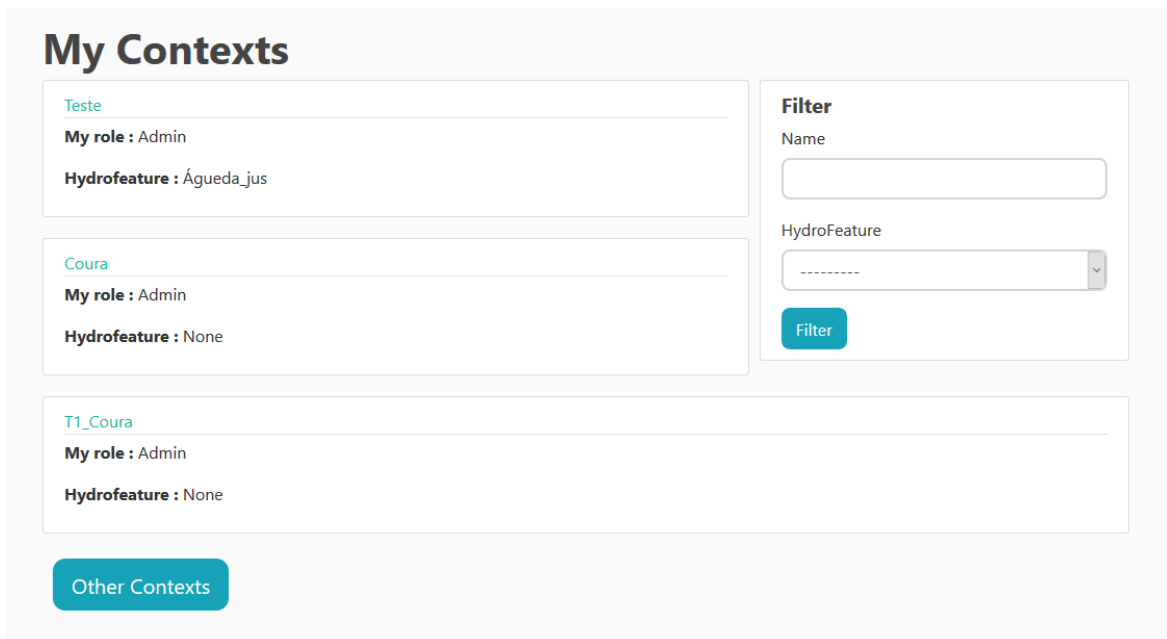 My Contexts
Teste
My role : Admin
Hydrofeature : Águeda_jus
Coura
My role : Admin
Hydrofeature : None
T1_Coura
My role : Admin
Hydrofeature : None
Other Contexts
Filter
Name
HydroFeature
---------
Filter